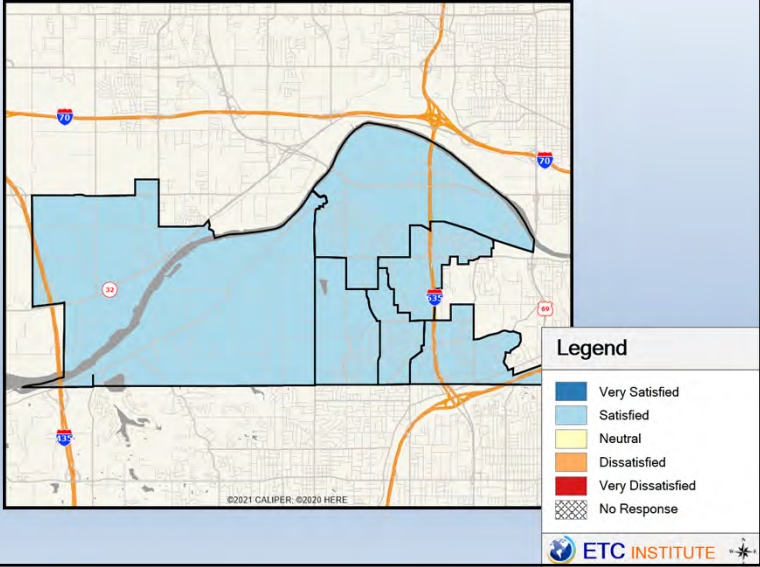 70
70
32
635
69
435
©2021 CALIPER; ©2020 HERE
Legend
Very Satisfied
Satisfied
Neutral
Dissatisfied
Very Dissatisfied
No Response
ETC INSTITUTE